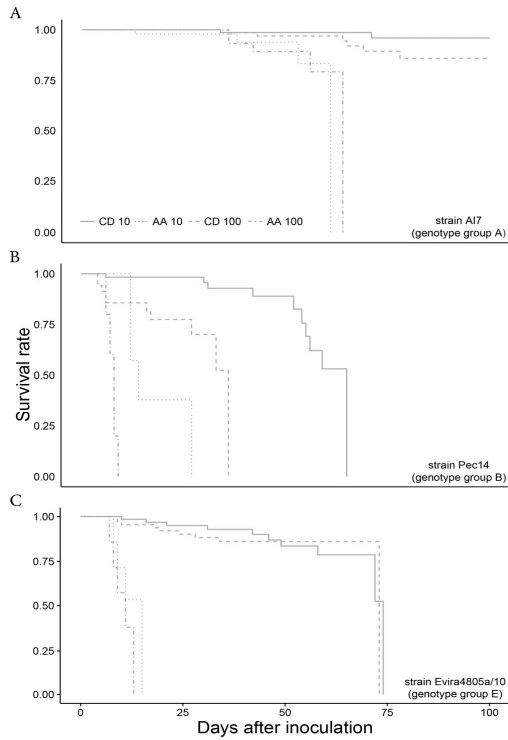 A
1.00
0.75
0.50
0.25
0.00
CD 10 AA 10 CD 100 AA 100
strain AI7
(genotype group A)
B
1.00
0.75
0.50
0.25
0.00
Survival rate
strain Pec14
(genotype group B)
C
1.00
0.75
0.50
0.25
0.00
strain Evira4805a/10
(genotype group E)
0 25 50 75 100
Days after inoculation